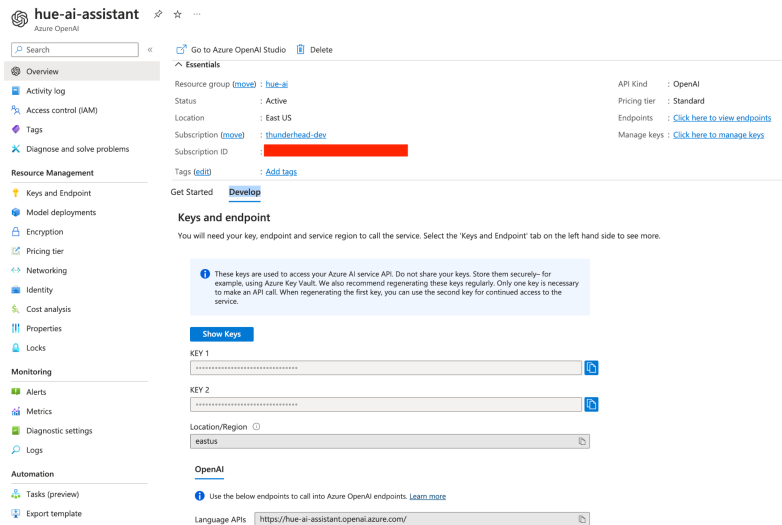 hue-ai-assistant
Azure OpenAI
Search
Overview
Activity log
Access control (IAM)
Tags
Diagnose and solve problems
Resource Management
Keys and Endpoint
Model deployments
Encryption
Pricing tier
Networking
Identity
Cost analysis
Properties
Locks
Monitoring
Alerts
Metrics
Diagnostic settings
Logs
Automation
Tasks (preview)
Export template
Go to Azure OpenAI Studio Delete
Essentials
Resource group (move) : hue-ai
Status : Active
Location : East US
Subscription (move) : thunderhead-dev
Subscription ID :
Tags (edit) : Add tags
API Kind : OpenAI
Pricing tier : Standard
Endpoints : Click here to view endpoints
Manage keys : Click here to manage keys
Get Started Develop
Keys and endpoint
You will need your key, endpoint and service region to call the service. Select the 'Keys and Endpoint' tab on the left hand side to see more.
These keys are used to access your Azure AI service API. Do not share your keys. Store them securely– for
example, using Azure Key Vault. We also recommend regenerating these keys regularly. Only one key is necessary
to make an API call. When regenerating the first key, you can use the second key for continued access to the
service.
Show Keys
KEY 1
KEY 2
Location/Region
eastus
OpenAI
Use the below endpoints to call into Azure OpenAI endpoints. Learn more
Language APIs https://hue-ai-assistant.openai.azure.com/